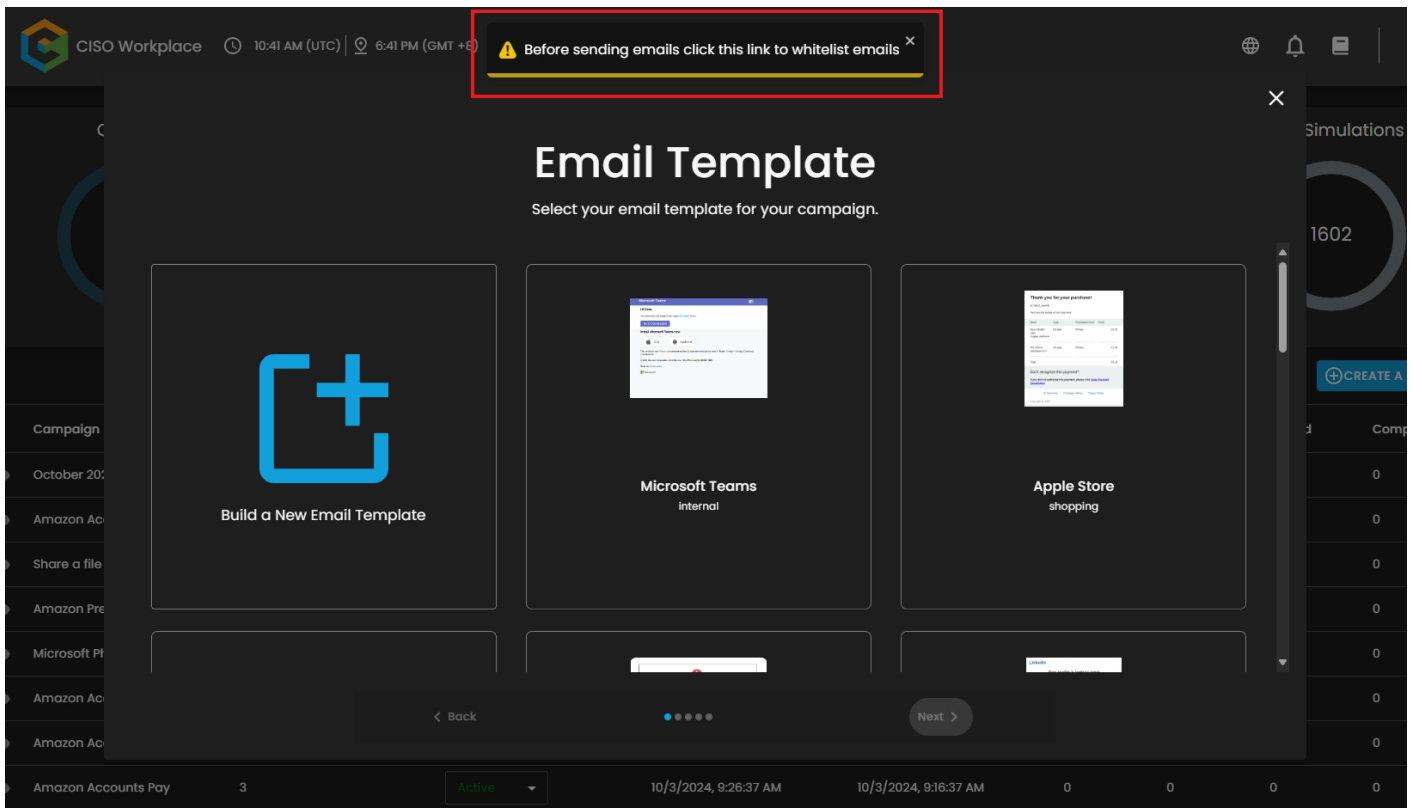 CISO Workplace
10:41 AM (UTC)
6:41 PM (GMT +8)
Before sending emails click this link to whitelist emails
Email Template
Select your email template for your campaign.
Simulations
1602
Build a New Email Template
Microsoft Teams
internal
Thank you for your purchase!
Apple Store
shopping
CREATE A
Campaign
Comp
October 202
0
Amazon Ac
0
Share a file
0
Amazon Pre
0
Microsoft Ph
0
LinkedIn
Amazon Ac
0
Back
Next
Amazon Ac
0
Amazon Accounts Pay 3 Active 10/3/2024, 9:26:37 AM 10/3/2024, 9:16:37 AM 0 0 0 0